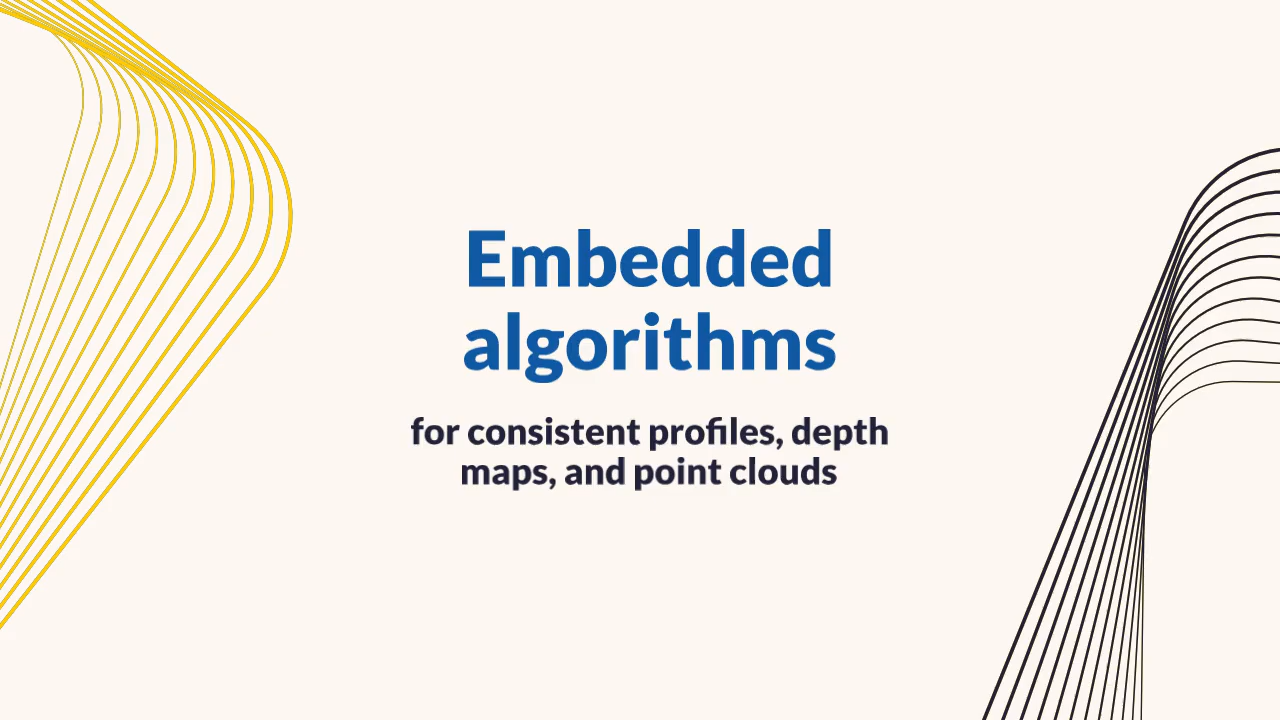 Embedded
algorithms
for consistent profiles, depth
maps, and point clouds